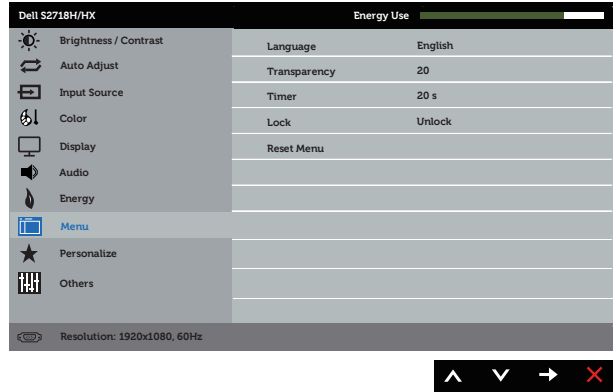 Dell S2718H/HX Energy Use
Brightness / Contrast
Auto Adjust
Input Source
Color
Display
Audio
Energy
Menu
Personalize
Others
Language English
Transparency 20
Timer 20 s
Lock Unlock
Reset Menu
Resolution: 1920x1080, 60Hz